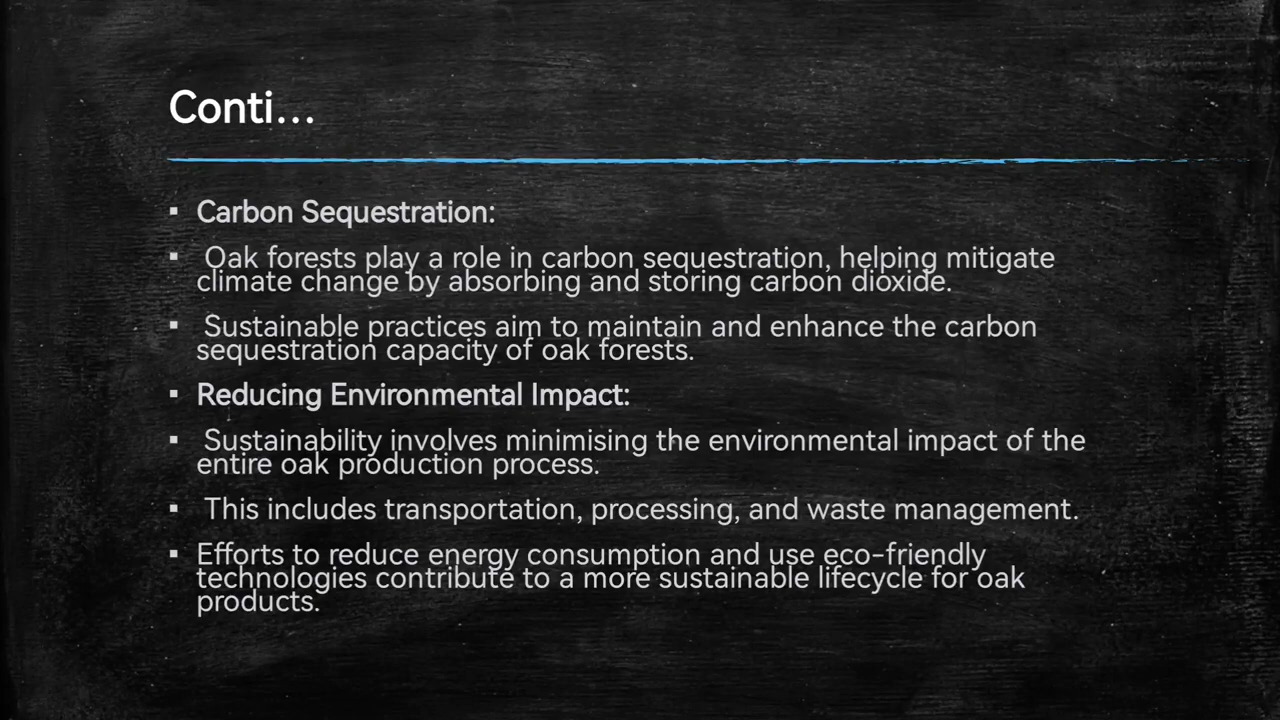 Conti...
▪ Carbon Sequestration:
▪ Oak forests play a role in carbon sequestration, helping mitigate
climate change by absorbing and storing carbon dioxide.
▪ Sustainable practices aim to maintain and enhance the carbon
sequestration capacity of oak forests.
▪ Reducing Environmental Impact:
▪ Sustainability involves minimising the environmental impact of the
entire oak production process.
▪ This includes transportation, processing, and waste management.
▪ Efforts to reduce energy consumption and use eco-friendly
technologies contribute to a more sustainable lifecycle for oak
products.